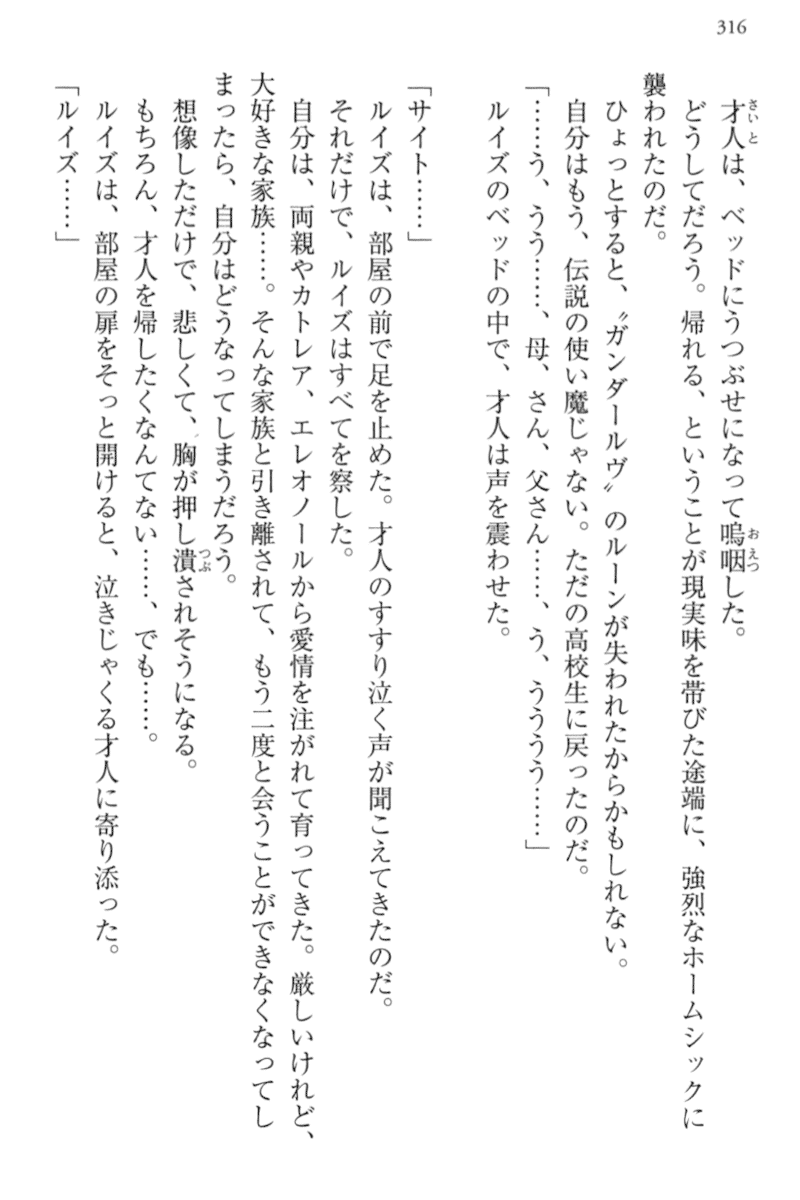 316
才人は、ベッドにうつぶせになって嗚咽した。
どうしてだろう。帰れる、ということが現実味を帯びた途端に、強烈なホームシックに
襲われたのだ。
ひょっとすると、〝ガンダールヴ〟のルーンが失われたからかもしれない。
自分はもう、伝説の使い魔じゃない。ただの高校生に戻ったのだ。
「……う、うう……、母、さん、父さん……、う、うううう……」
ルイズのベッドの中で、才人は声を震わせた。
「サイト……」
ルイズは、部屋の前で足を止めた。才人のすすり泣く声が聞こえてきたのだ。
それだけで、ルイズはすべてを察した。
自分は、両親やカトレア、エレオノールから愛情を注がれて育ってきた。厳しいけれど、
大好きな家族……。そんな家族と引き離されて、もう二度と会うことができなくなってし
まったら、自分はどうなってしまうだろう。
想像しただけで、悲しくて、胸が押し潰されそうになる。
もちろん、才人を帰したくなんてない……、でも……。
ルイズは、部屋の扉をそっと開けると、泣きじゃくる才人に寄り添った。
「ルイズ……」